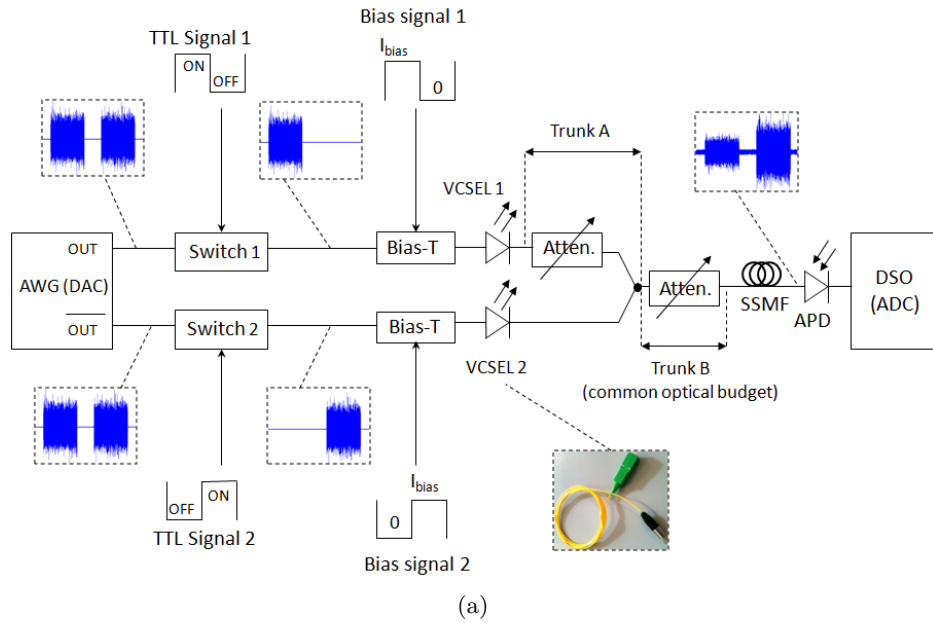 Bias signal 1
TTL Signal 1
I_bias
ON
OFF
0
Trunk A
VCSEL 1
OUT
Switch 1
Bias-T
Atten.
AWG (DAC)
DSO
(ADC)
Atten.
SSMF
APD
OUT
Switch 2
Bias-T
VCSEL 2
Trunk B
(common optical budget)
I_bias
OFF
ON
0
TTL Signal 2
Bias signal 2
(a)